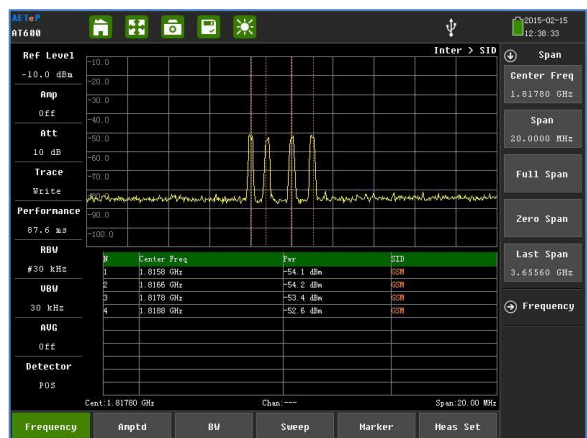 AETeP
AT600
2015-02-15
12:38:33
Inter > SID
Ref Level
-10.0 dBm
Amp
Off
Att
10 dB
Trace
Write
Performance
87.6 ms
RBW
#30 kHz
VBW
30 kHz
AVG
Off
Detector
POS
-10.0
-20.0
-30.0
-40.0
-50.0
-60.0
-70.0
-90.0
-100.0
N Center Freq Pwr SID
1 1.8158 GHz -54.1 dBm GSM
2 1.8166 GHz -54.2 dBm GSM
3 1.8178 GHz -53.4 dBm GSM
4 1.8188 GHz -52.6 dBm GSM
Cent:1.81780 GHz Chan:--- Span:20.00 MHz
Span
Center Freq
1.81780 GHz
Span
20.0000 MHz
Full Span
Zero Span
Last Span
3.65560 GHz
Frequency
Frequency Amptd BW Sweep Marker Meas Set